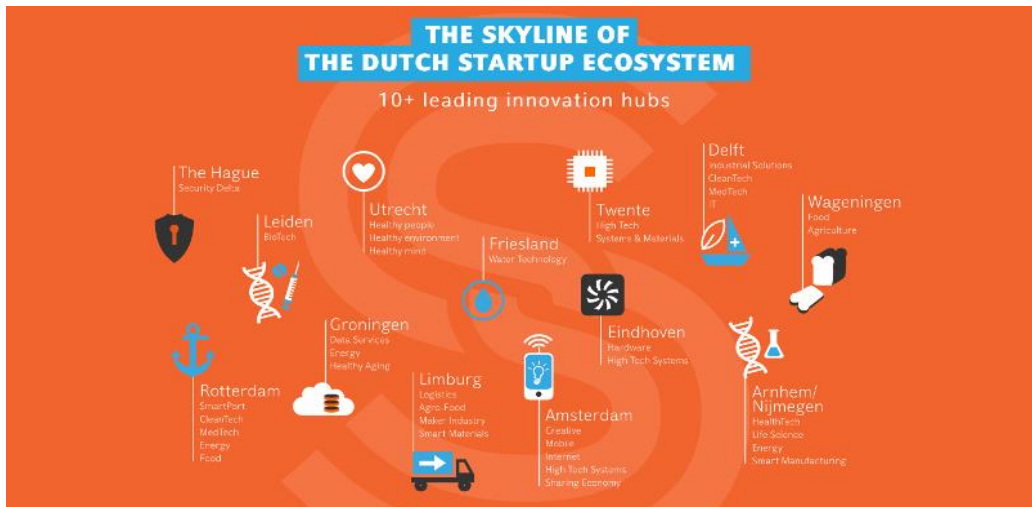 THE SKYLINE OF
THE DUTCH STARTUP ECOSYSTEM
10+ leading innovation hubs
The Hague
Security Delta
Leiden
BioTech
Utrecht
Healthy people
Healthy environment
Healthy mind
Friesland
Water Technology
Twente
High Tech
Systems & Materials
Delft
Industrial Solutions
CleanTech
MedTech
IT
Wageningen
Food
Agriculture
Rotterdam
SmartPort
CleanTech
MedTech
Energy
Food
Groningen
Data Services
Energy
Healthy Aging
Limburg
Logistics
Agro-Food
Maker Industry
Smart Materials
Amsterdam
Creative
Mobile
Internet
High Tech Systems
Sharing Economy
Eindhoven
Hardware
High Tech Systems
Arnhem/
Nijmegen
HealthTech
Life Science
Energy
Smart Manufacturing